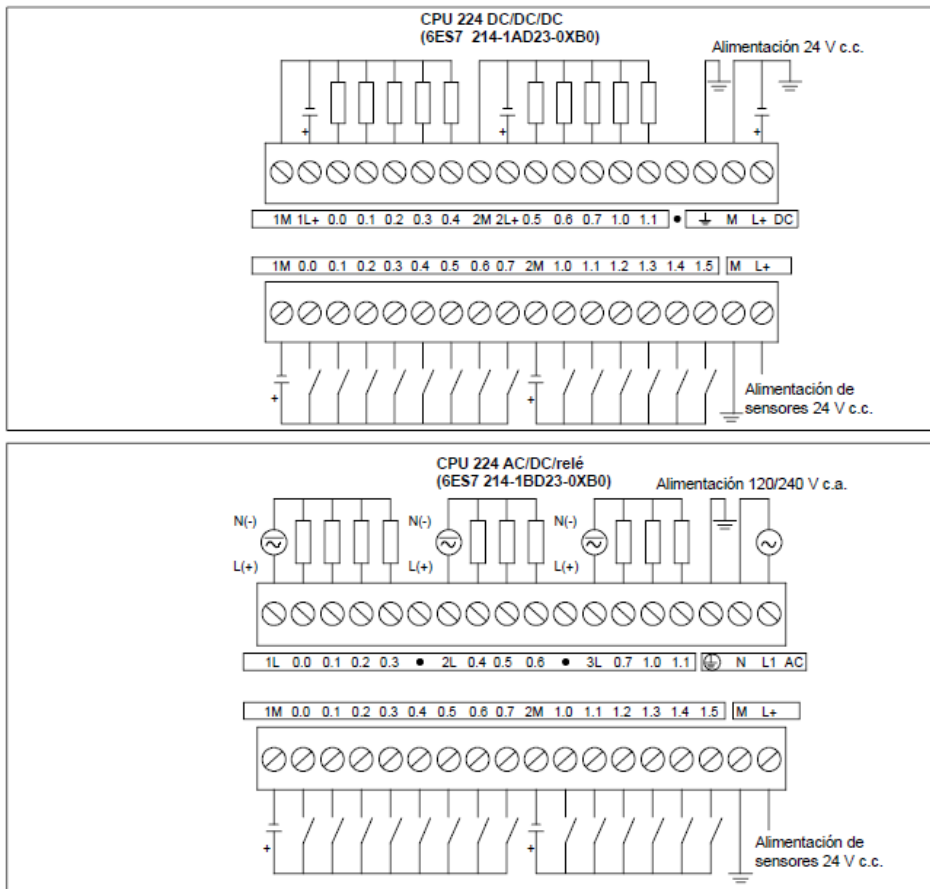 CPU 224 DC/DC/DC
(6ES7 214-1AD23-0XB0)
Alimentación 24 V c.c.
+ + +
1M 1L+ 0.0 0.1 0.2 0.3 0.4 2M 2L+ 0.5 0.6 0.7 1.0 1.1 • ⏚ M L+ DC
1M 0.0 0.1 0.2 0.3 0.4 0.5 0.6 0.7 2M 1.0 1.1 1.2 1.3 1.4 1.5 M L+
+ +
Alimentación de
sensores 24 V c.c.
CPU 224 AC/DC/relé
(6ES7 214-1BD23-0XB0)
Alimentación 120/240 V c.a.
N(-) N(-) N(-)
L(+) L(+) L(+)
1L 0.0 0.1 0.2 0.3 • 2L 0.4 0.5 0.6 • 3L 0.7 1.0 1.1 N L1 AC
1M 0.0 0.1 0.2 0.3 0.4 0.5 0.6 0.7 2M 1.0 1.1 1.2 1.3 1.4 1.5 M L+
+ +
Alimentación de
sensores 24 V c.c.